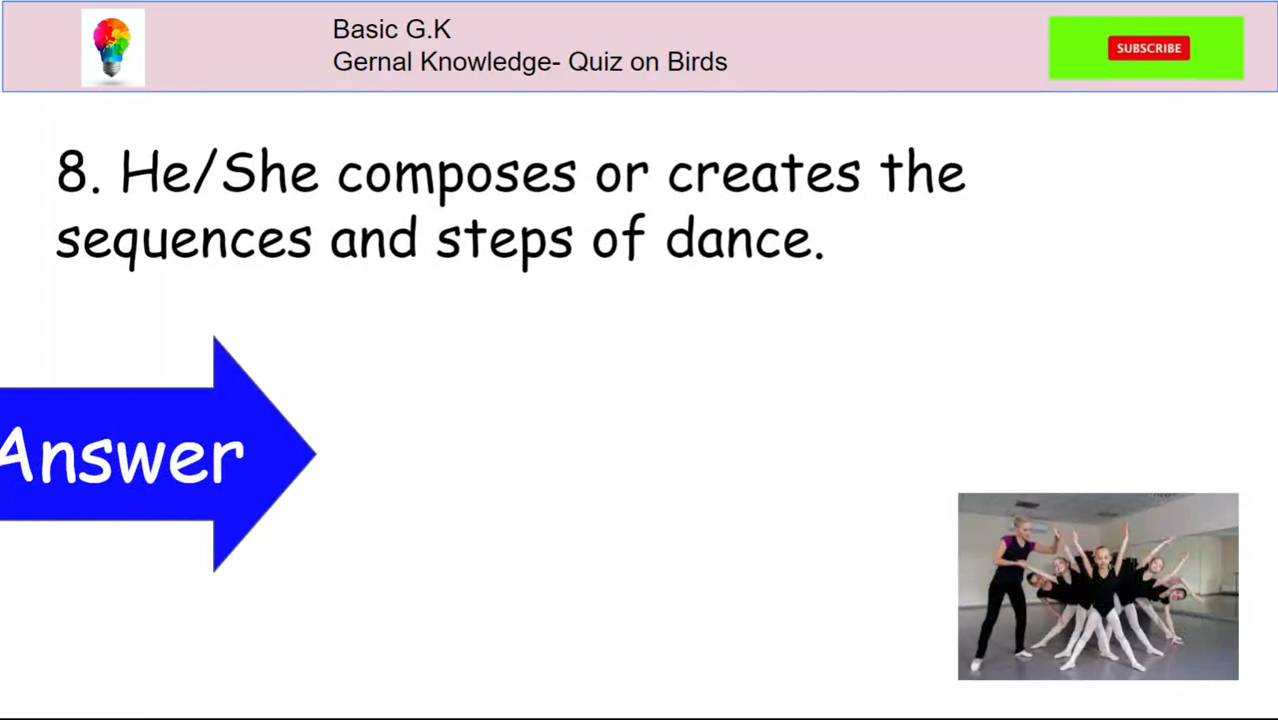 Basic G.K
Gernal Knowledge- Quiz on Birds
SUBSCRIBE
8. He/She composes or creates the
sequences and steps of dance.
Answer